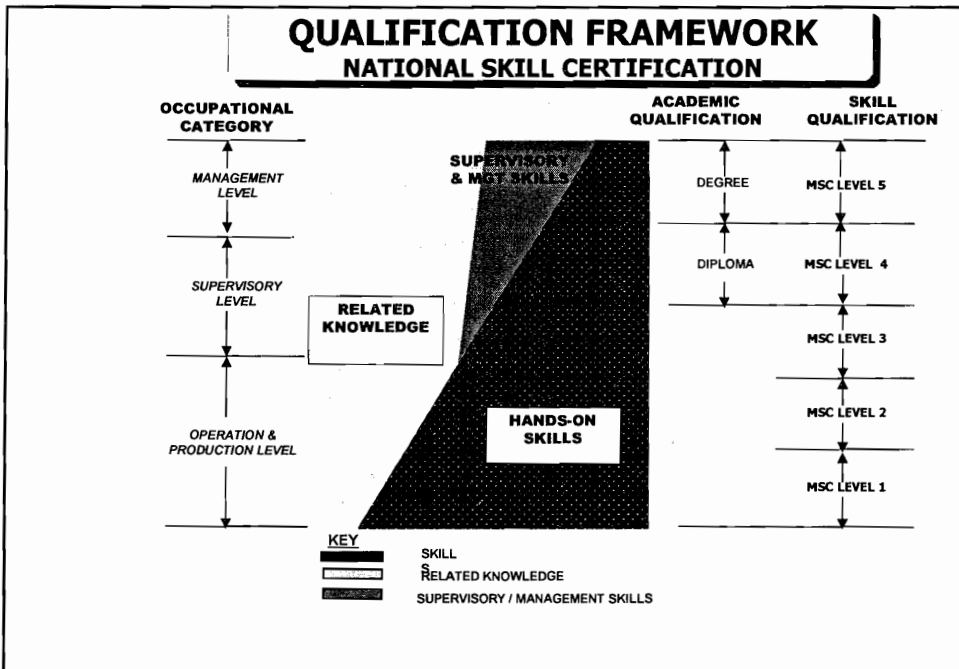 QUALIFICATION FRAMEWORK
NATIONAL SKILL CERTIFICATION
OCCUPATIONAL
CATEGORY
ACADEMIC
QUALIFICATION
SKILL
QUALIFICATION
MANAGEMENT
LEVEL
SUPERVISORY
& MGT SKILLS
DEGREE
MSC LEVEL 5
SUPERVISORY
LEVEL
DIPLOMA
MSC LEVEL 4
RELATED
KNOWLEDGE
MSC LEVEL 3
OPERATION &
PRODUCTION LEVEL
HANDS-ON
SKILLS
MSC LEVEL 2
MSC LEVEL 1
KEY
SKILL
S
RELATED KNOWLEDGE
SUPERVISORY / MANAGEMENT SKILLS